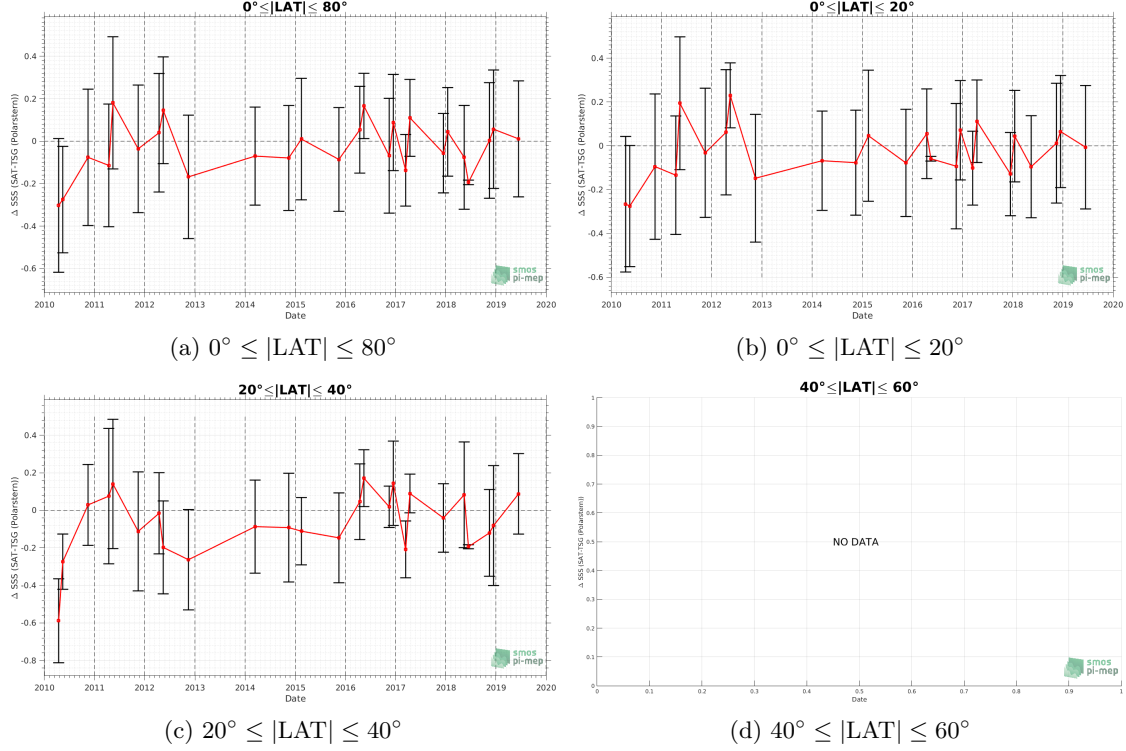 0°≤|LAT|≤ 80°
0.4
0.2
0
-0.2
-0.4
-0.6
Δ SSS (SAT-TSG (Polarstern))
2010 2011 2012 2013 2014 2015 2016 2017 2018 2019 2020
Date
smos
pi-mep
(a) 0° ≤ |LAT| ≤ 80°
0°≤|LAT|≤ 20°
0.4
0.2
0
-0.2
-0.4
-0.6
Δ SSS (SAT-TSG (Polarstern))
2010 2011 2012 2013 2014 2015 2016 2017 2018 2019 2020
Date
smos
pi-mep
(b) 0° ≤ |LAT| ≤ 20°
20°≤|LAT|≤ 40°
0.4
0.2
0
-0.2
-0.4
-0.6
-0.8
Δ SSS (SAT-TSG (Polarstern))
2010 2011 2012 2013 2014 2015 2016 2017 2018 2019 2020
Date
smos
pi-mep
(c) 20° ≤ |LAT| ≤ 40°
40°≤|LAT|≤ 60°
1
0.9
0.8
0.7
0.6
0.5
0.4
0.3
0.2
0.1
0
Δ SSS (SAT-TSG (Polarstern))
NO DATA
0 0.1 0.2 0.3 0.4 0.5 0.6 0.7 0.8 0.9 1
Date
smos
pi-mep
(d) 40° ≤ |LAT| ≤ 60°